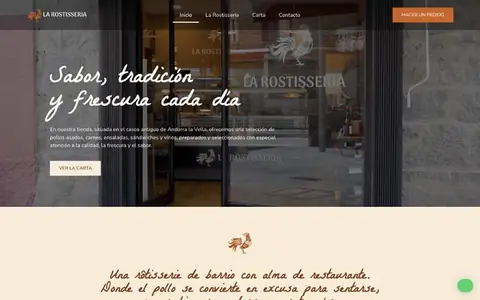 LA ROSTISSERIA
Inicio
La Rostisseria
Carta
Contacto
HACER UN PEDIDO
Sabor, tradición
y frescura cada día
LA ROSTISSERIA
En nuestra tienda, situada en el casco antiguo de Andorra la Vella, ofrecemos una selección de
pollos asados, carnes, ensaladas, sándwiches y vinos, preparados y seleccionados con especial
atención a la calidad, la frescura y el sabor.
VER LA CARTA
Una rôtisserie de barrio con alma de restaurante.
Donde el pollo se convierte en excusa para sentarse,